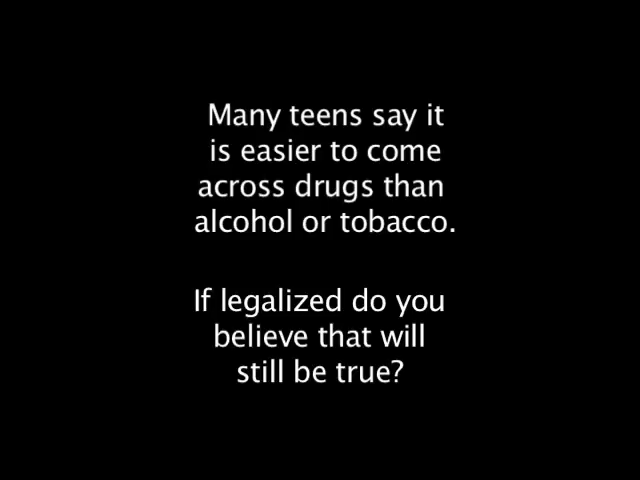 Many teens say it
is easier to come
across drugs than
alcohol or tobacco.
If legalized do you
believe that will
still be true?